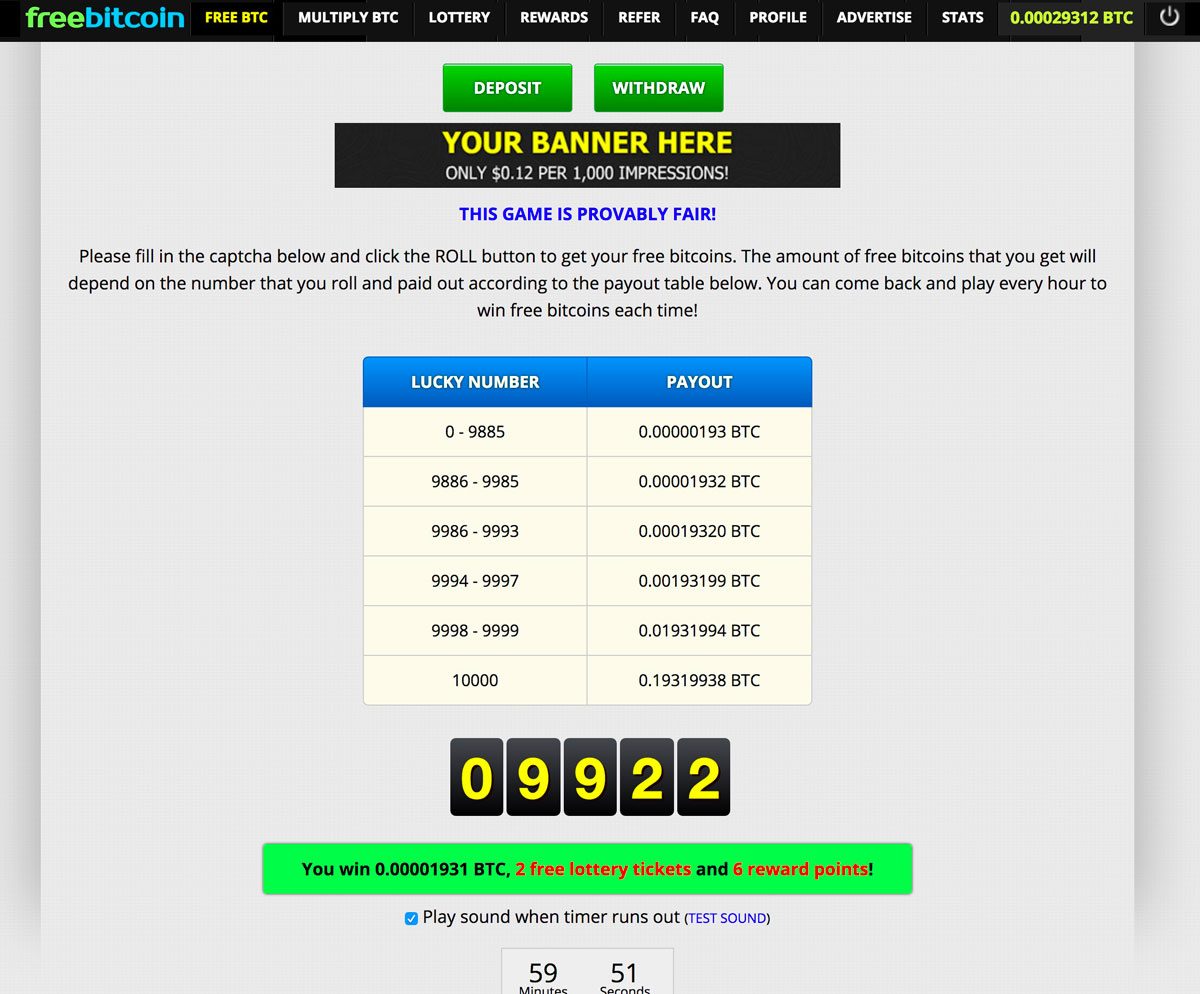 freebitcoin FREE BTC MULTIPLY BTC LOTTERY REWARDS REFER FAQ PROFILE ADVERTISE STATS 0.00029312 BTC
DEPOSIT WITHDRAW
YOUR BANNER HERE
ONLY $0.12 PER 1,000 IMPRESSIONS!
THIS GAME IS PROVABLY FAIR!
Please fill in the captcha below and click the ROLL button to get your free bitcoins. The amount of free bitcoins that you get will
depend on the number that you roll and paid out according to the payout table below. You can come back and play every hour to
win free bitcoins each time!
LUCKY NUMBER PAYOUT
0 - 9885 0.00000193 BTC
9886 - 9985 0.00001932 BTC
9986 - 9993 0.00019320 BTC
9994 - 9997 0.00193199 BTC
9998 - 9999 0.01931994 BTC
10000 0.19319938 BTC
0 9 9 2 2
You win 0.00001931 BTC, 2 free lottery tickets and 6 reward points!
Play sound when timer runs out (TEST SOUND)
59 51
Minutes Seconds